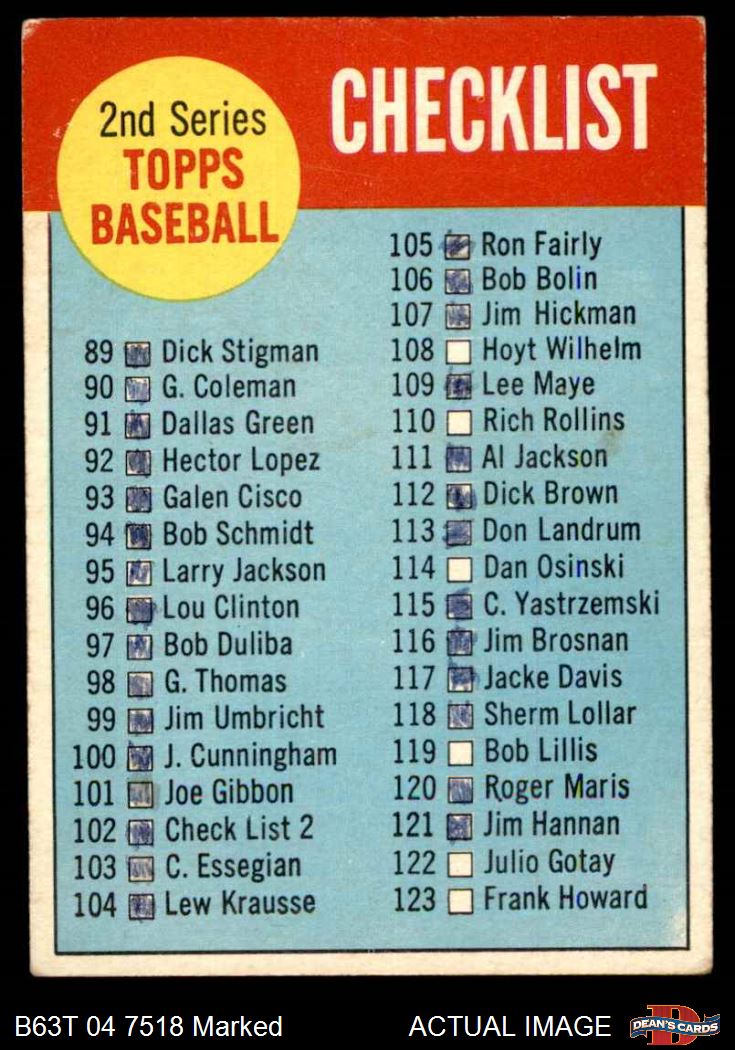 2nd Series
TOPPS
BASEBALL
CHECKLIST
89 Dick Stigman
90 G. Coleman
91 Dallas Green
92 Hector Lopez
93 Galen Cisco
94 Bob Schmidt
95 Larry Jackson
96 Lou Clinton
97 Bob Duliba
98 G. Thomas
99 Jim Umbricht
100 J. Cunningham
101 Joe Gibbon
102 Check List 2
103 C. Essegian
104 Lew Krausse
105 Ron Fairly
106 Bob Bolin
107 Jim Hickman
108 Hoyt Wilhelm
109 Lee Maye
110 Rich Rollins
111 Al Jackson
112 Dick Brown
113 Don Landrum
114 Dan Osinski
115 C. Yastrzemski
116 Jim Brosnan
117 Jacke Davis
118 Sherm Lollar
119 Bob Lillis
120 Roger Maris
121 Jim Hannan
122 Julio Gotay
123 Frank Howard
B63T 04 7518 Marked
ACTUAL IMAGE
D
DEAN'S CARDS